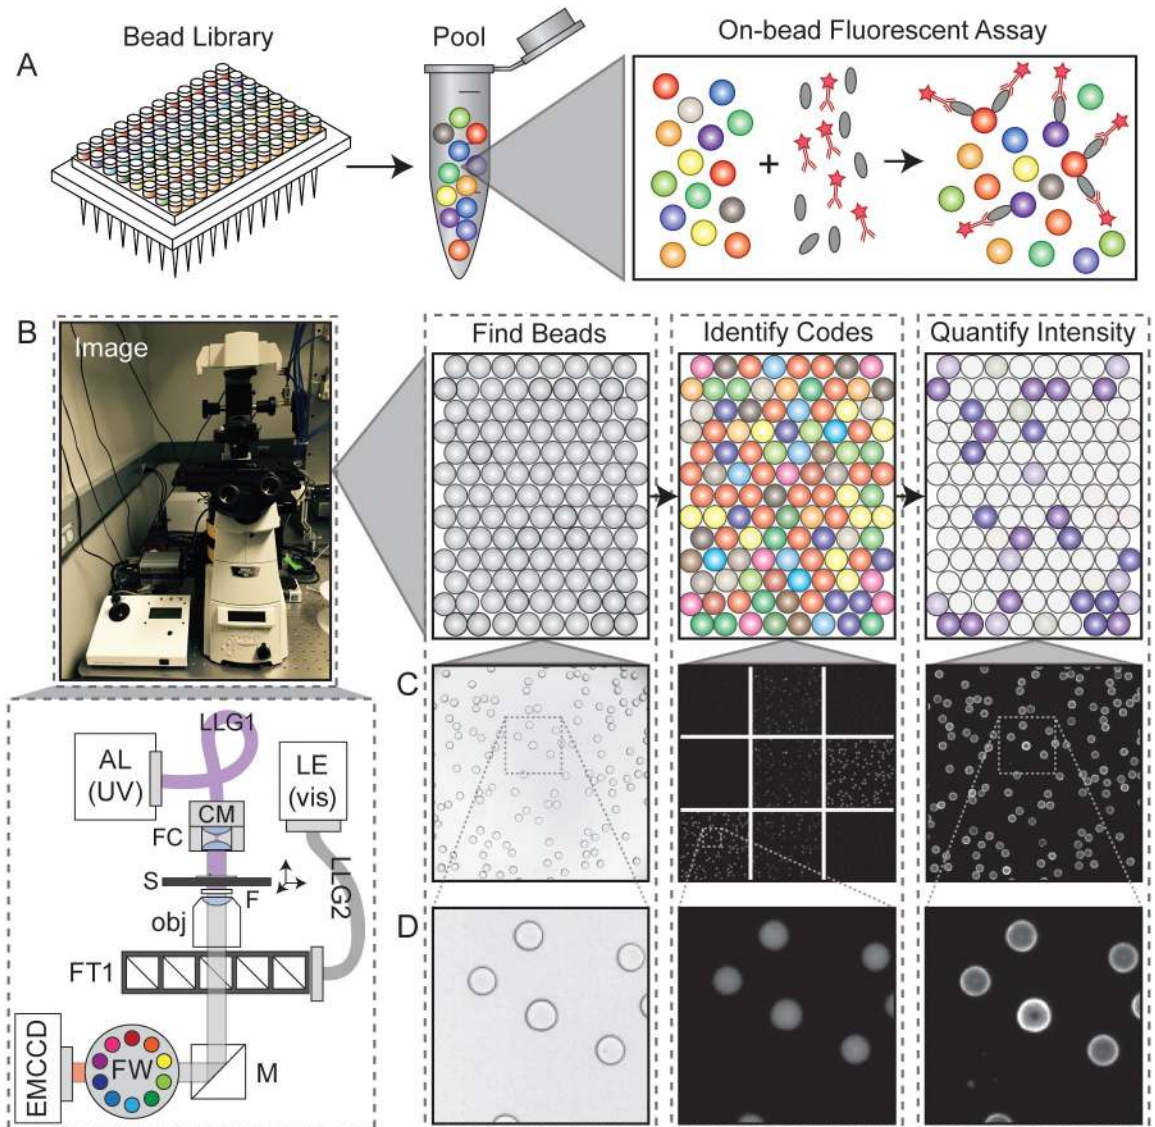 Bead Library
Pool
On-bead Fluorescent Assay
A
+
B
Image
Find Beads
Identify Codes
Quantify Intensity
C
LLG1
AL
(UV)
LE
(vis)
CM
FC
S
F
LLG2
obj
D
FT1
EMCCD
FW
M